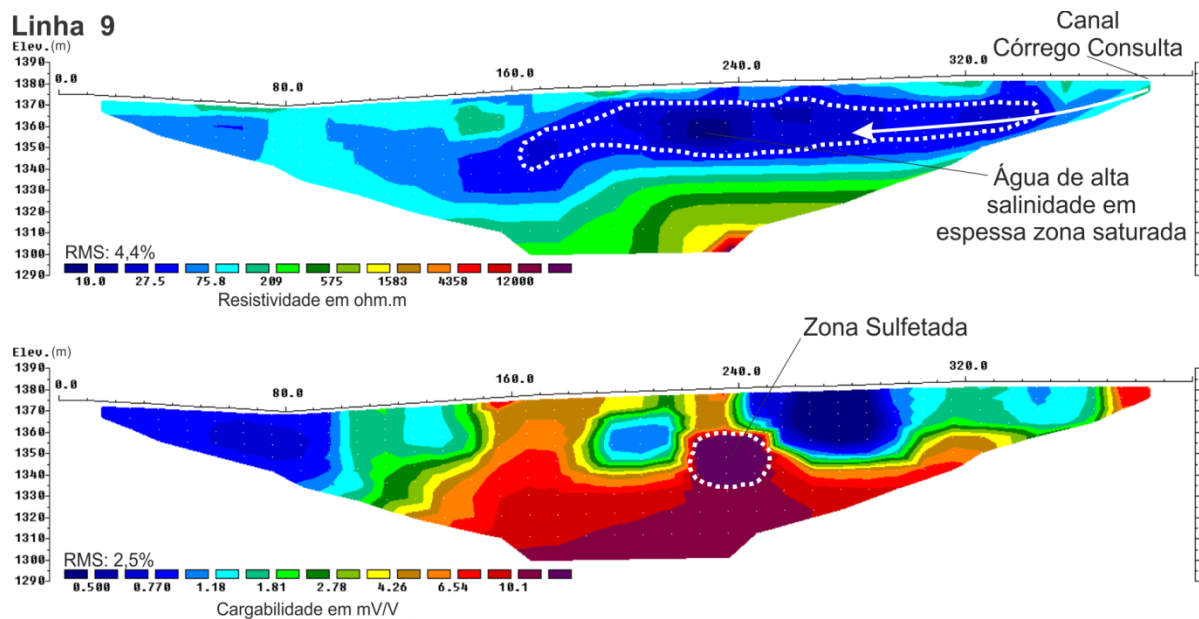 Linha 9
Canal
Córrego Consulta
Elev.(m)
1390
1380
1370
1360
1350
1340
1330
1320
1310
1300
1290
0.0
80.0
160.0
240.0
320.0
Água de alta
salinidade em
espessa zona saturada
RMS: 4,4%
10.0 27.5 75.8 209 575 1583 4358 12000
Resistividade em ohm.m
Zona Sulfetada
Elev.(m)
1390
1380
1370
1360
1350
1340
1330
1320
1310
1300
1290
0.0
80.0
160.0
240.0
320.0
RMS: 2,5%
0.500 0.770 1.18 1.81 2.78 4.26 6.54 10.1
Cargabilidade em mV/V